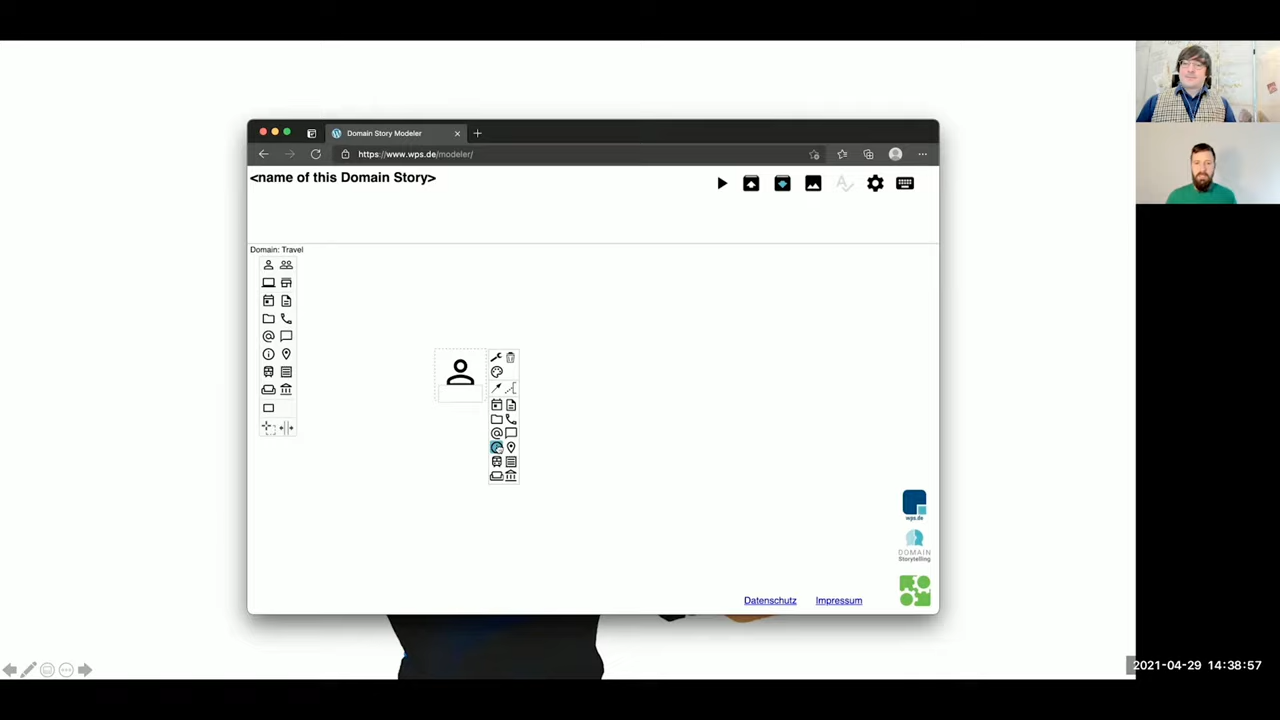 Domain Story Modeler
https://www.wps.de/modeler/
<name of this Domain Story>
Domain: Travel
wps.de
DOMAIN
Storytelling
Datenschutz
Impressum
2021-04-29 14:38:57